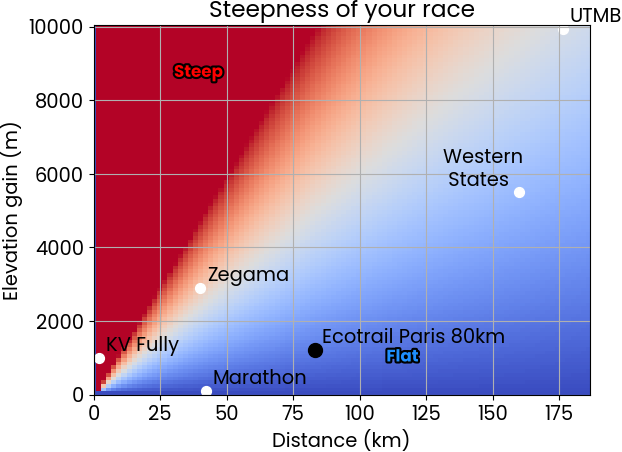 Steepness of your race
UTMB
10000
Steep
8000
Western
States
6000
Elevation gain (m)
4000
Zegama
2000
KV Fully
Ecotrail Paris 80km
Flat
Marathon
0
0 25 50 75 100 125 150 175
Distance (km)